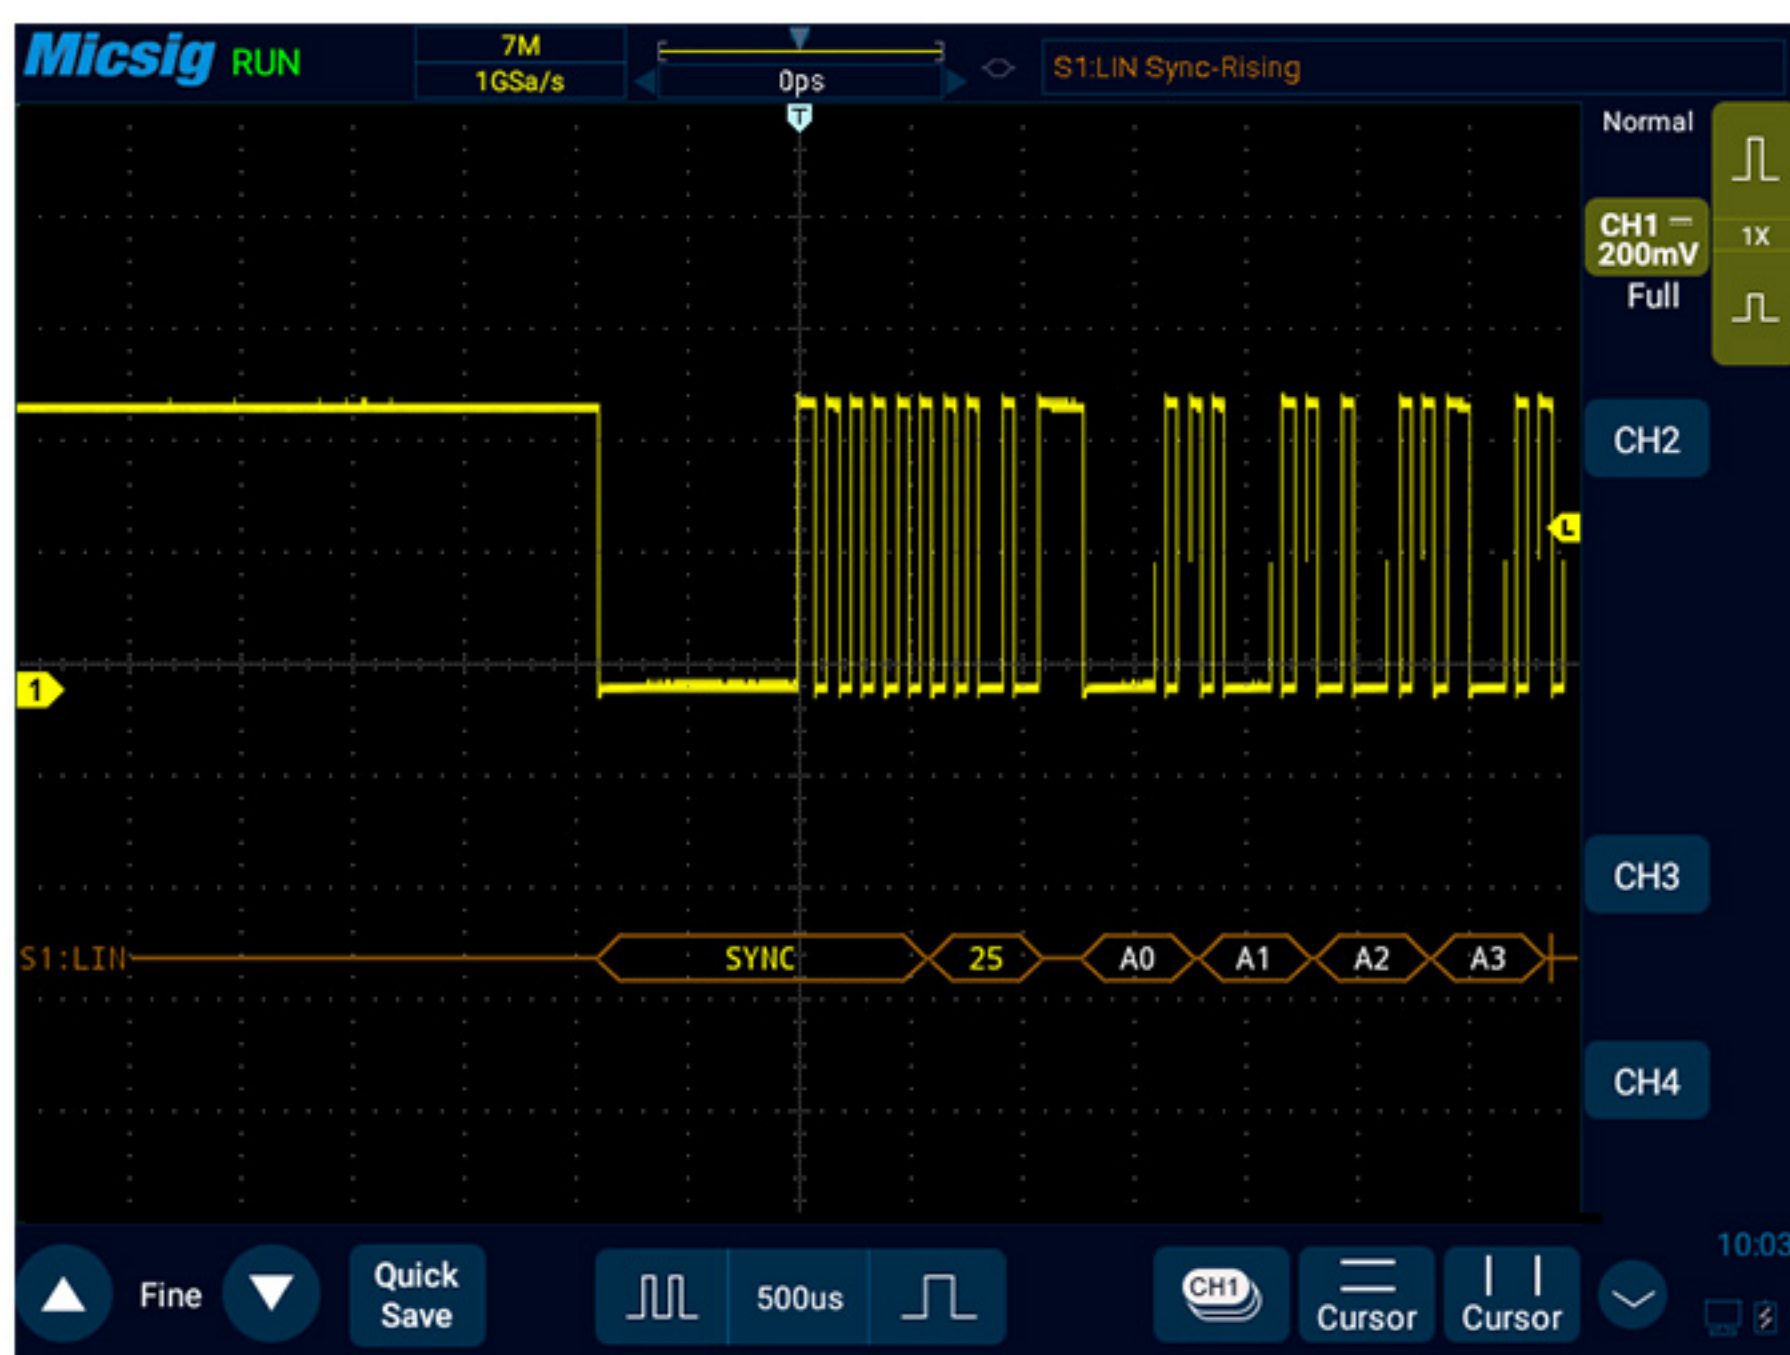 Micsig RUN
7M
1GSa/s
0ps
S1:LIN Sync-Rising
T
Normal
CH1
200mV
Full
1X
CH2
L
1
CH3
S1:LIN
SYNC
25
A0
A1
A2
A3
CH4
10:03
Fine
Quick
Save
500us
CH1
Cursor
Cursor